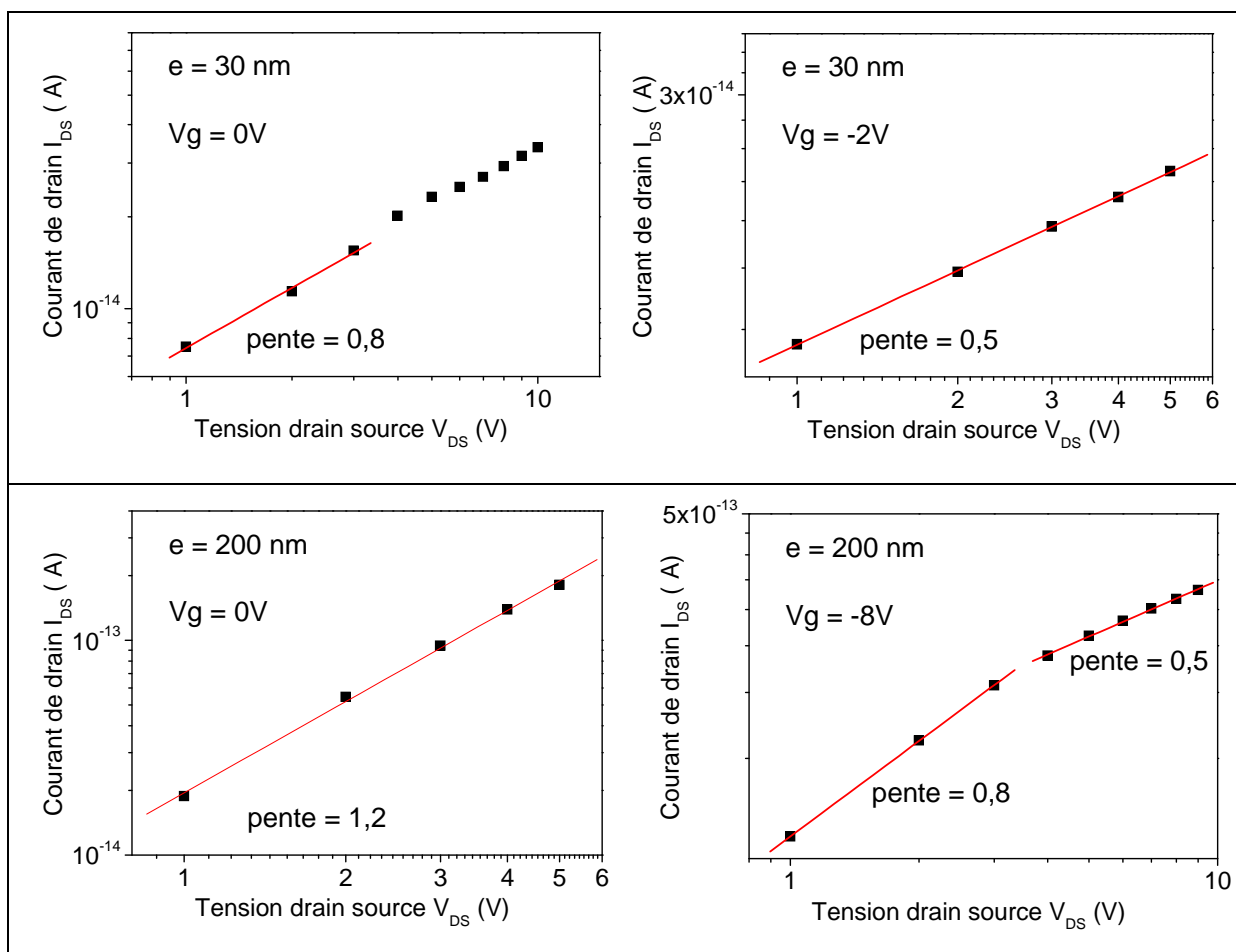 e = 30 nm
Vg = 0V
Courant de drain I_DS ( A)
10^-14
pente = 0,8
1 10
Tension drain source V_DS (V)
3x10^-14
e = 30 nm
Vg = -2V
Courant de drain I_DS (A)
pente = 0,5
1 2 3 4 5 6
Tension drain source V_DS (V)
10^-13
e = 200 nm
Vg = 0V
Courant de drain I_DS ( A)
10^-13
pente = 1,2
10^-14
1 2 3 4 5 6
Tension drain source V_DS (V)
5x10^-13
e = 200 nm
Vg = -8V
Courant de drain I_DS ( A)
pente = 0,5
pente = 0,8
1 10
Tension drain source V_DS (V)